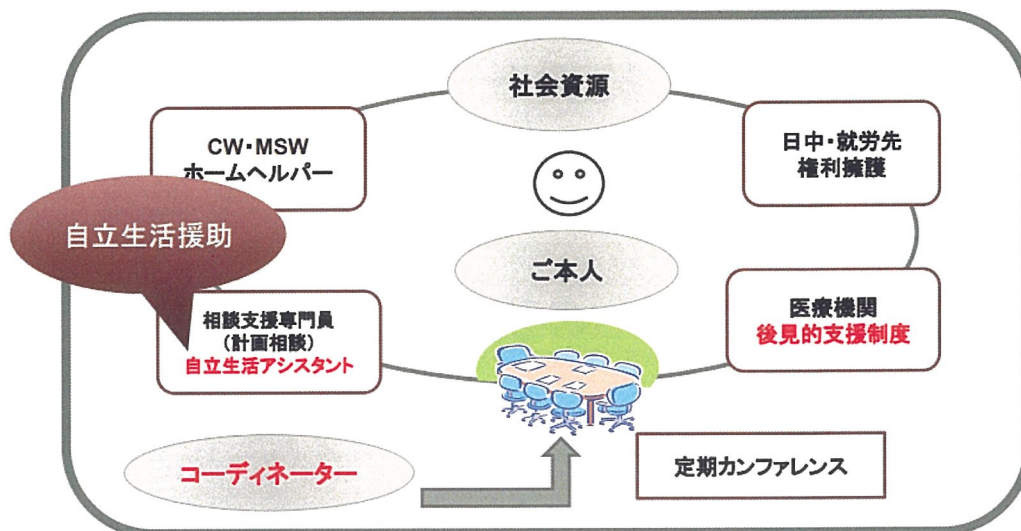 社会資源
CW・MSW
ホームヘルパー
日中・就労先
権利擁護
自立生活援助
ご本人
相談支援専門員
(計画相談)
自立生活アシスタント
医療機関
後見的支援制度
コーディネーター
定期カンファレンス